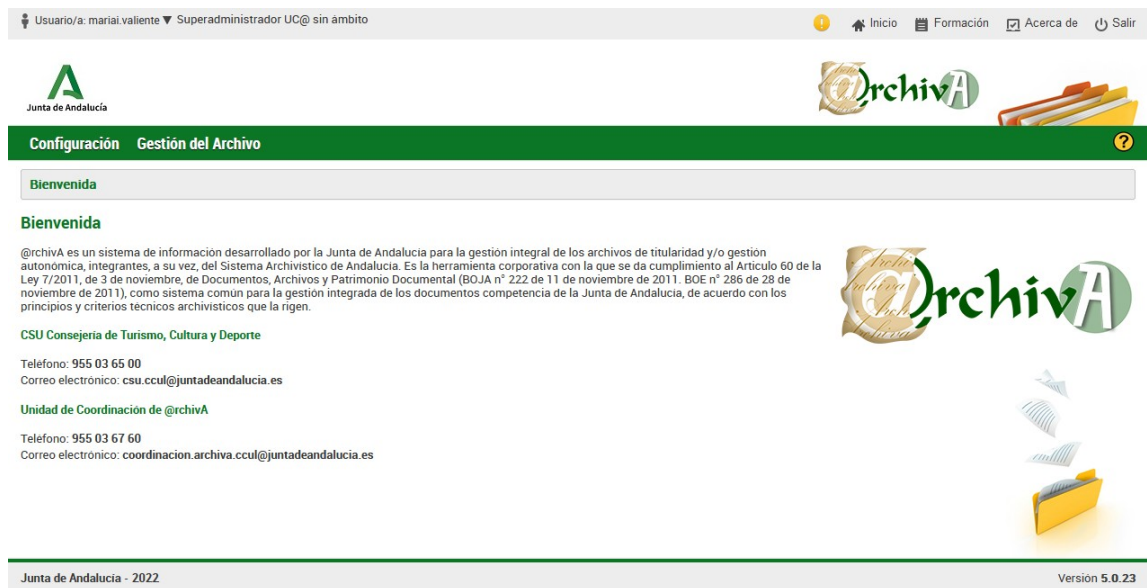 Usuario/a: mariai.valiente ▼ Superadministrador UC@ sin ámbito
Inicio Formación Acerca de Salir
Junta de Andalucía
@rchivA
Configuración Gestión del Archivo
?
Bienvenida
Bienvenida
@rchivA es un sistema de información desarrollado por la Junta de Andalucía para la gestión integral de los archivos de titularidad y/o gestión
autonómica, integrantes, a su vez, del Sistema Archivístico de Andalucía. Es la herramienta corporativa con la que se da cumplimiento al Artículo 60 de la
Ley 7/2011, de 3 de noviembre, de Documentos, Archivos y Patrimonio Documental (BOJA n° 222 de 11 de noviembre de 2011. BOE n° 286 de 28 de
noviembre de 2011), como sistema común para la gestión integrada de los documentos competencia de la Junta de Andalucía, de acuerdo con los
principios y criterios técnicos archivísticos que la rigen.
@rchivA
CSU Consejería de Turismo, Cultura y Deporte
Teléfono: 955 03 65 00
Correo electrónico: csu.ccul@juntadeandalucia.es
Unidad de Coordinación de @rchivA
Teléfono: 955 03 67 60
Correo electrónico: coordinacion.archiva.ccul@juntadeandalucia.es
Junta de Andalucía - 2022
Versión 5.0.23